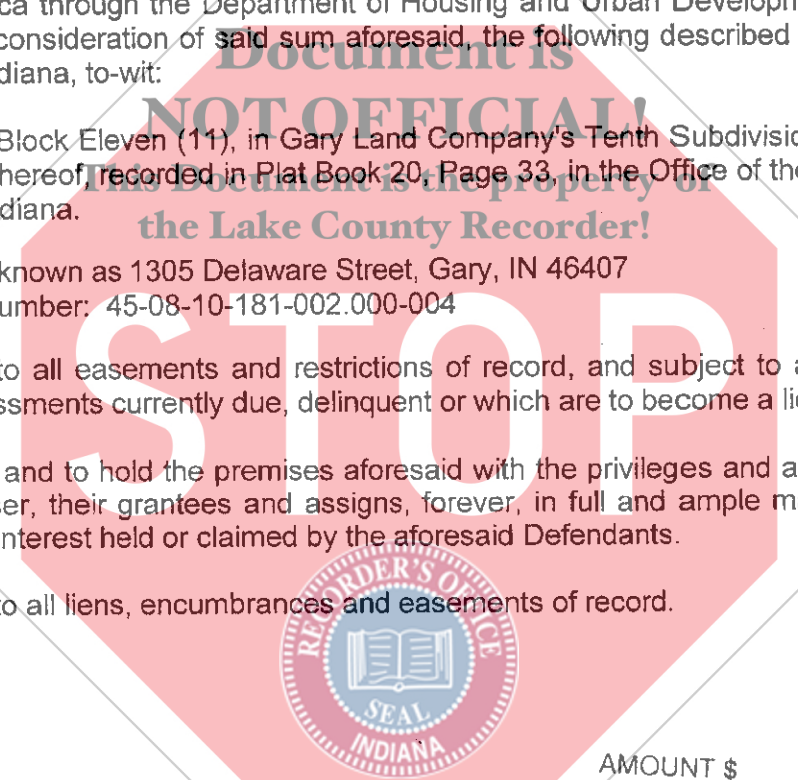 ca through the Department of Housing and Urban Developm
consideration of said sum aforesaid, the following described
diana, to-wit:
Document is
NOT OFFICIAL!
This Document is the property of
the Lake County Recorder!
Block Eleven (11), in Gary Land Company's Tenth Subdivisio
hereof, recorded in Plat Book 20, Page 33, in the Office of the
diana.
known as 1305 Delaware Street, Gary, IN 46407
umber: 45-08-10-181-002.000-004
STOP
to all easements and restrictions of record, and subject to a
ssments currently due, delinquent or which are to become a lie
and to hold the premises aforesaid with the privileges and a
ser, their grantees and assigns, forever, in full and ample m
nterest held or claimed by the aforesaid Defendants.
to all liens, encumbrances and easements of record.
RECORDER'S OFFICE
SEAL
INDIANA
AMOUNT $